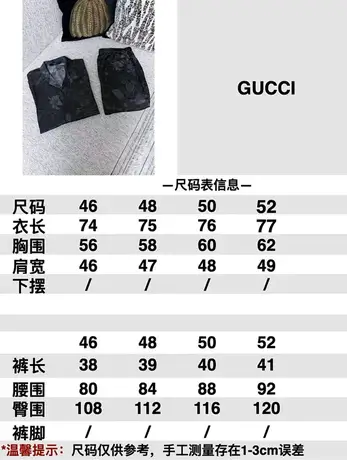 GUCCI
—尺码表信息—
尺码 46 48 50 52
衣长 74 75 76 77
胸围 56 58 60 62
肩宽 46 47 48 49
下摆 / / / /
46 48 50 52
裤长 38 39 40 41
腰围 80 84 88 92
臀围 108 112 116 120
裤脚 / / / /
*温馨提示：尺码仅供参考，手工测量存在1-3cm误差